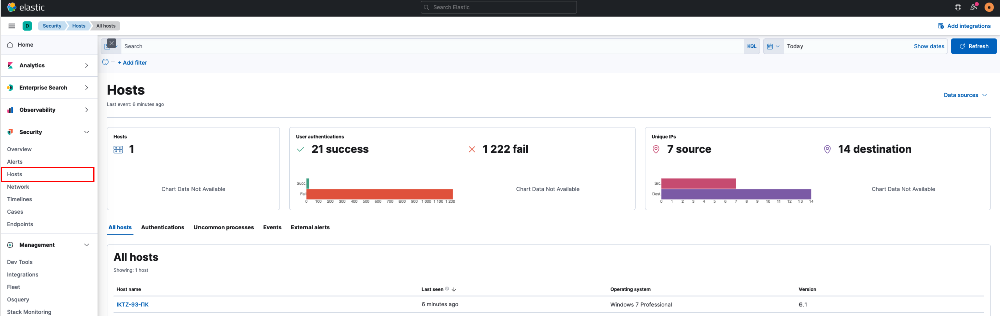 elastic
Search Elastic
e
D
Security
Hosts
All hosts
Add integrations
Home
Analytics
Enterprise Search
Observability
Security
Overview
Alerts
Hosts
Network
Timelines
Cases
Endpoints
Management
Dev Tools
Integrations
Fleet
Osquery
Stack Monitoring
Search
KQL
Today
Show dates
Refresh
+ Add filter
Hosts
Data sources
Last event: 6 minutes ago
Hosts
1
Chart Data Not Available
User authentications
21 success
1 222 fail
Succ.
Fail
0 100 200 300 400 500 600 700 800 900 1 000 1 100 1 200
Chart Data Not Available
Unique IPs
7 source
14 destination
Src.
Dest.
0 1 2 3 4 5 6 7 8 9 10 11 12 13 14
Chart Data Not Available
All hosts
Authentications
Uncommon processes
Events
External alerts
All hosts
Showing: 1 host
Host name
Last seen
Operating system
Version
IKTZ-93-ПК
6 minutes ago
Windows 7 Professional
6.1